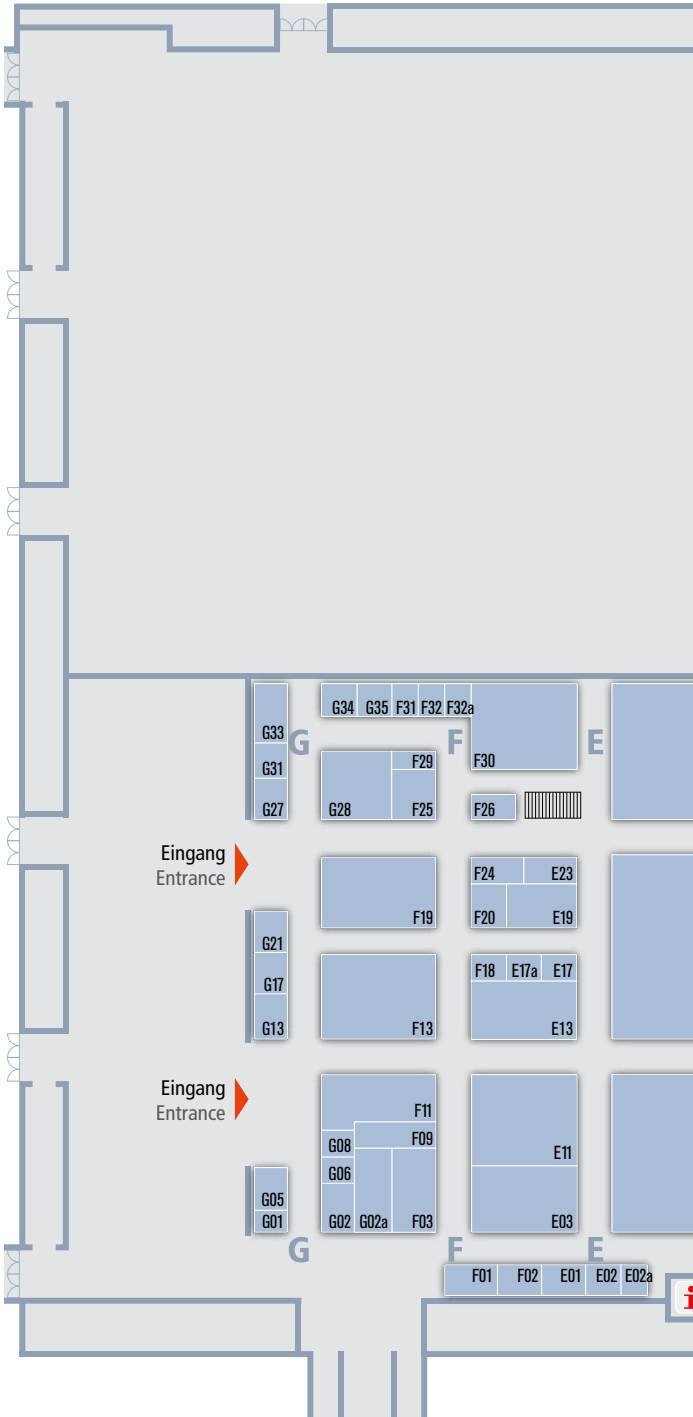 G34 G35 F31 F32 F32a
G33
G F E
G31
F29 F30
G27 G28 F25 F26
Eingang
Entrance
F24 E23
F19 F20 E19
G21
G17 F18 E17a E17
G13 F13 E13
Eingang
Entrance
F11
G08 F09
E11
G06
G05
G01 G02 G02a F03 E03
G F E
F01 F02 E01 E02 E02a
i